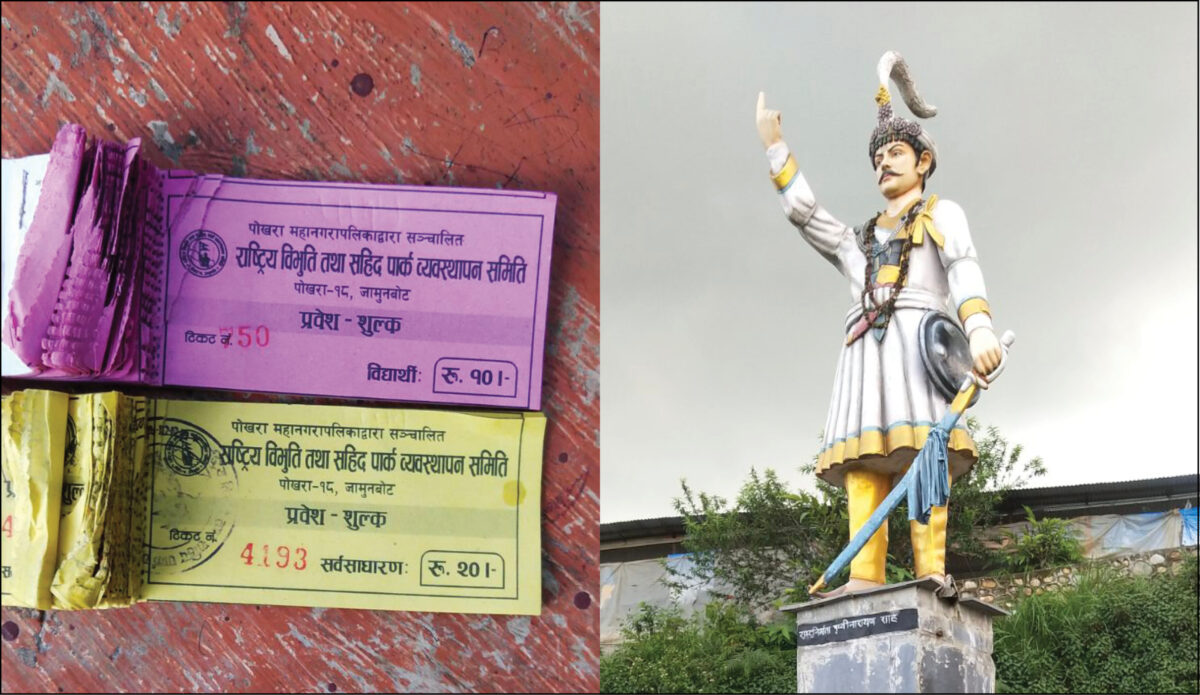 पोखरा महानगरपालिकाद्वारा सञ्चालित
राष्ट्रिय विभुति तथा सहिद पार्क व्यवस्थापन समिति
पोखरा-१८, जामुनबोट
प्रवेश - शुल्क
टिकट नं. 50
विद्यार्थी: रू. १०।-
पोखरा महानगरपालिकाद्वारा सञ्चालित
राष्ट्रिय विभुति तथा सहिद पार्क व्यवस्थापन समिति
पोखरा-१८, जामुनबोट
प्रवेश - शुल्क
टिकट नं. 4193 सर्वसाधारण: रू. २०।-
राष्ट्रनिर्माता पृथ्वीनारायण शाह